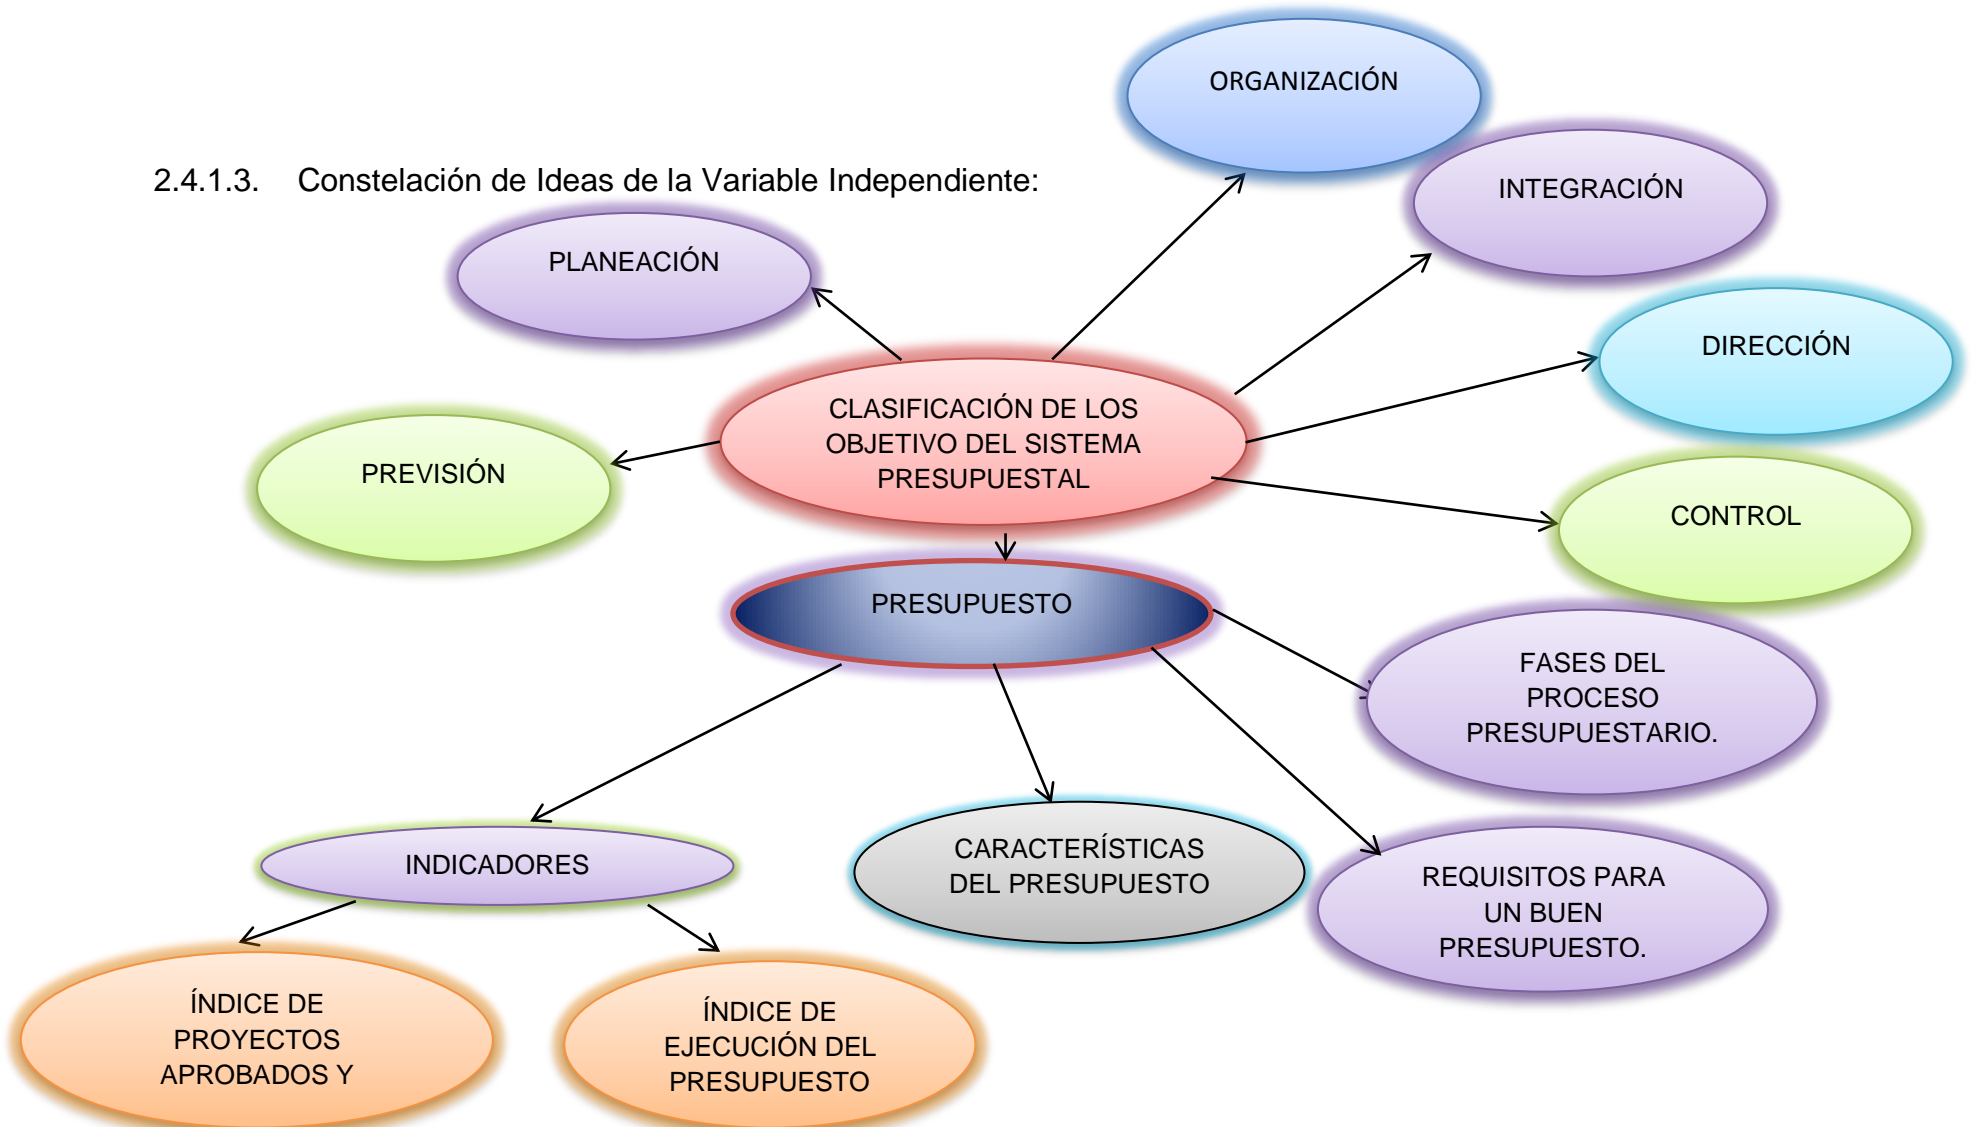 ORGANIZACIÓN
2.4.1.3. Constelación de Ideas de la Variable Independiente:
INTEGRACIÓN
PLANEACIÓN
DIRECCIÓN
CLASIFICACIÓN DE LOS
OBJETIVO DEL SISTEMA
PRESUPUESTAL
PREVISIÓN
CONTROL
PRESUPUESTO
FASES DEL
PROCESO
PRESUPUESTARIO.
INDICADORES
CARACTERÍSTICAS
DEL PRESUPUESTO
REQUISITOS PARA
UN BUEN
PRESUPUESTO.
ÍNDICE DE
PROYECTOS
APROBADOS Y
ÍNDICE DE
EJECUCIÓN DEL
PRESUPUESTO